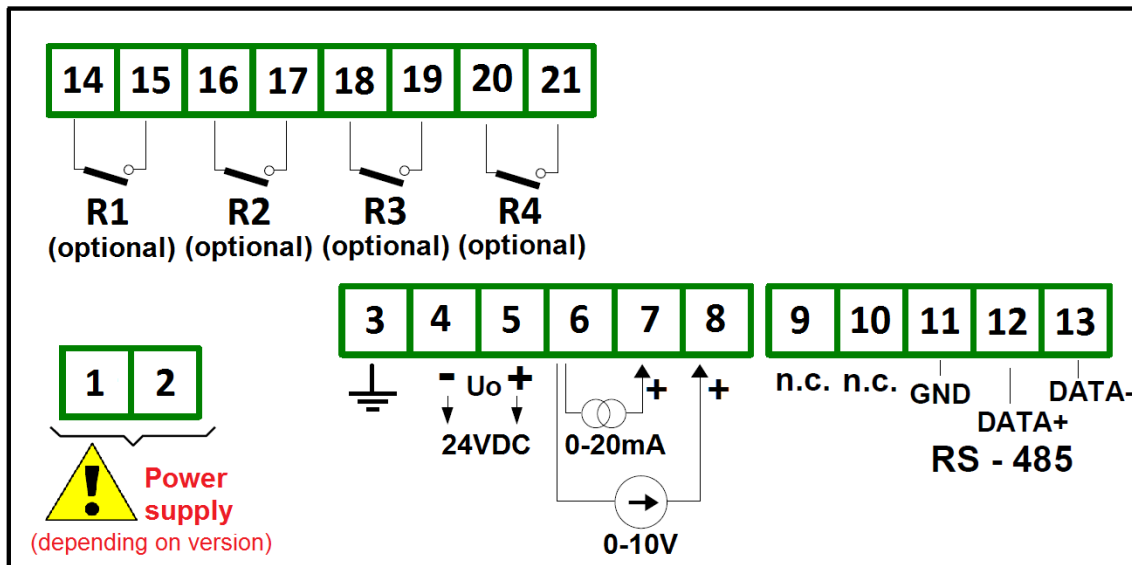 14 15 16 17 18 19 20 21
R1 R2 R3 R4
(optional) (optional) (optional) (optional)
3 4 5 6 7 8 9 10 11 12 13
1 2
- Uo + + + n.c. n.c. GND DATA+ DATA-
24VDC 0-20mA RS - 485
! Power
supply
(depending on version)
0-10V